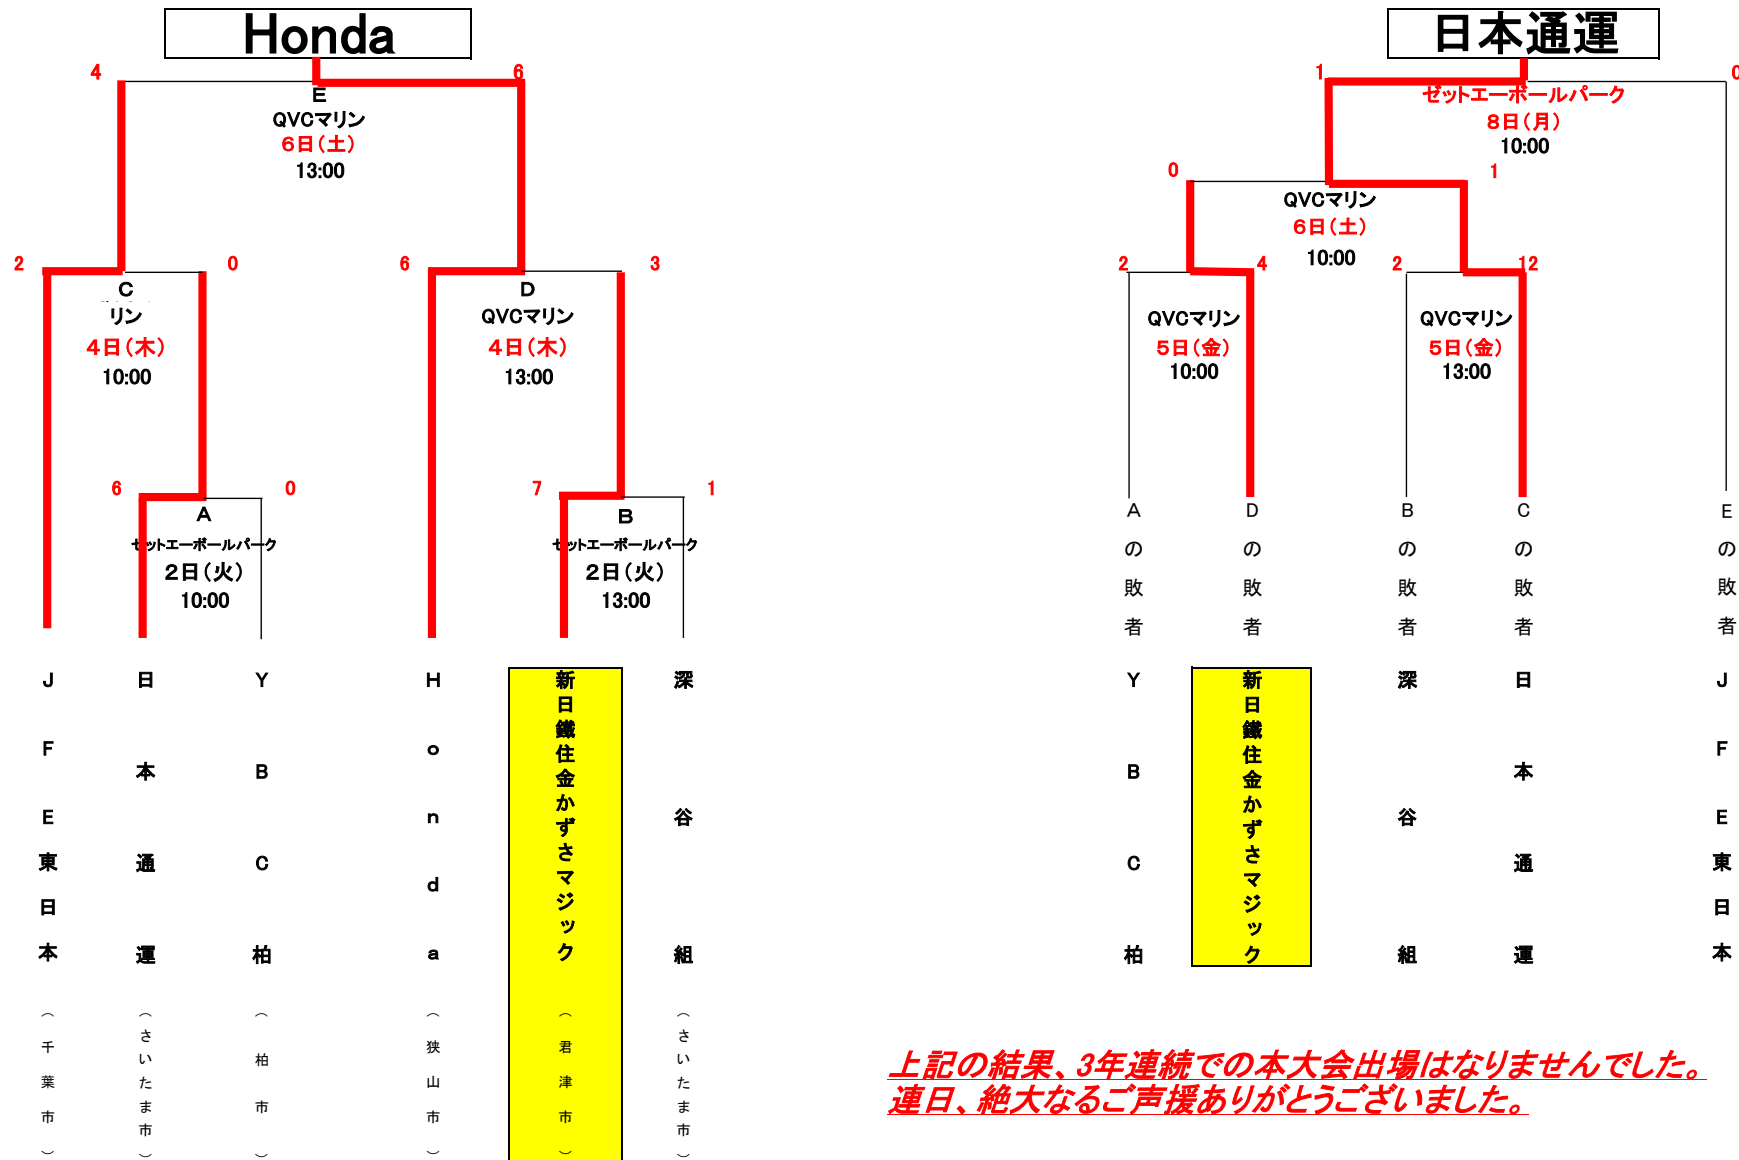 Honda
4
6
E
QVCマリン
6日(土)
13:00
2
0
C
リン
4日(木)
10:00
6
3
D
QVCマリン
4日(木)
13:00
6
0
A
ゼットエーボールパーク
2日(火)
10:00
7
1
B
ゼットエーボールパーク
2日(火)
13:00
JFE東日本
(千葉市)
日本通運
(さいたま市)
YBC柏
(柏市)
Honda
(狭山市)
新日鐵住金かずさマジック
(君津市)
深谷組
(さいたま市)
日本通運
1
0
ゼットエーボールパーク
8日(月)
10:00
0
1
QVCマリン
6日(土)
10:00
2
4
QVCマリン
5日(金)
10:00
2
12
QVCマリン
5日(金)
13:00
Aの敗者
YBC柏
Dの敗者
新日鐵住金かずさマジック
Bの敗者
深谷組
Cの敗者
日本通運
Eの敗者
JFE東日本
上記の結果、3年連続での本大会出場はなりませんでした。
連日、絶大なるご声援ありがとうございました。